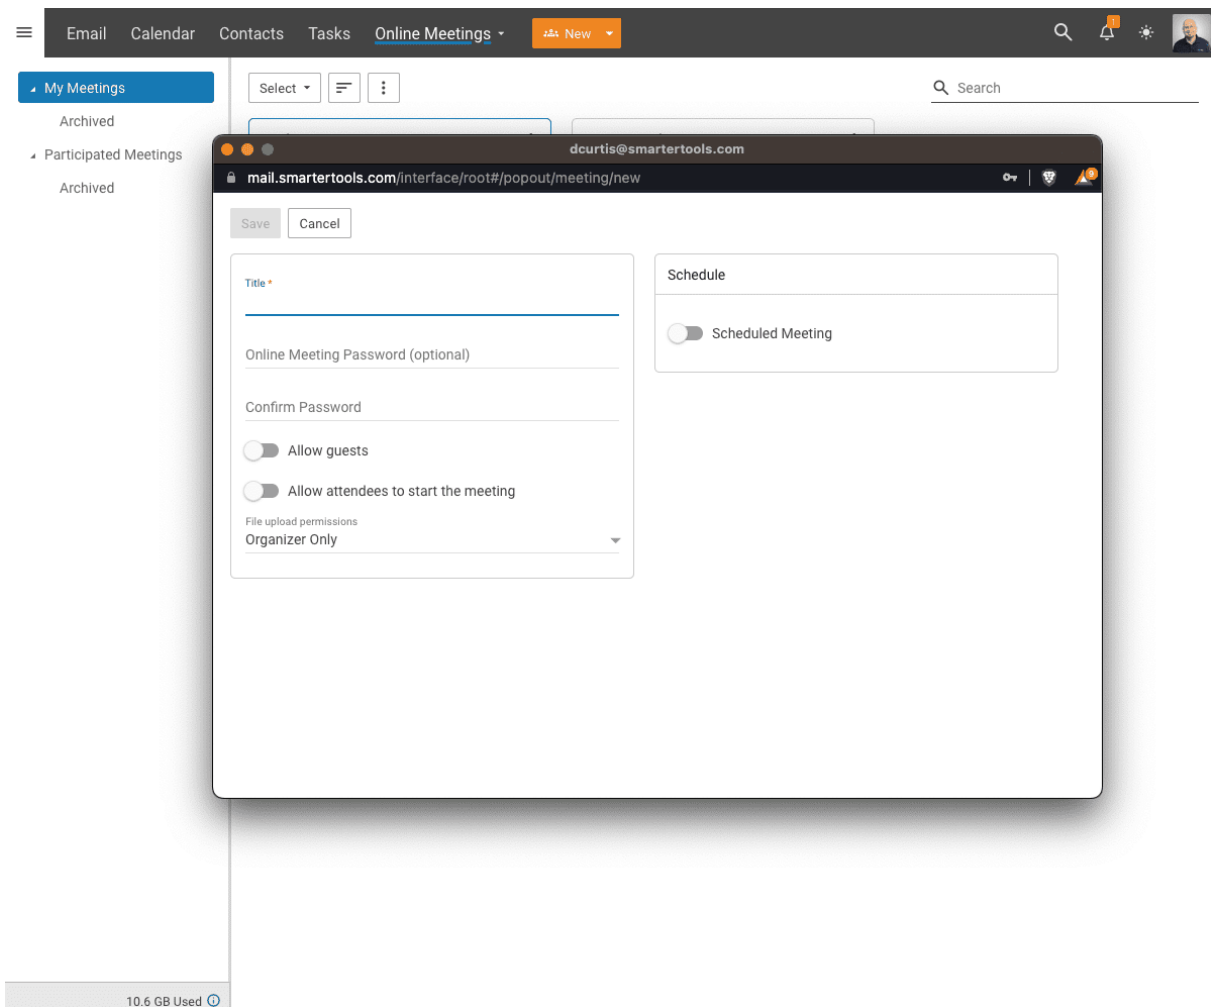 Email Calendar Contacts Tasks Online Meetings New 1
My Meetings
Archived
Participated Meetings
Archived
Select
Search
dcurtis@smartertools.com
mail.smartertools.com/interface/root#/popout/meeting/new 9
Save Cancel
Title *
Online Meeting Password (optional)
Confirm Password
Allow guests
Allow attendees to start the meeting
File upload permissions
Organizer Only
Schedule
Scheduled Meeting
10.6 GB Used